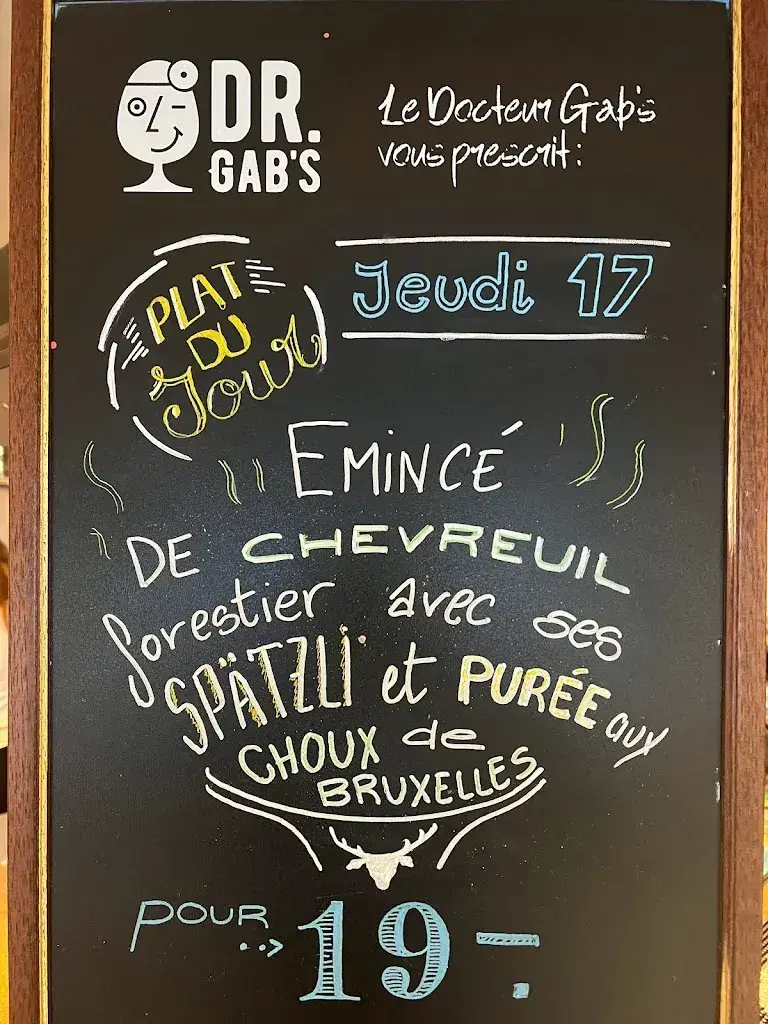 DR.
GAB'S
Le Docteur Gab's
vous prescrit :
PLAT
DU
Jour
Jeudi 17
EMINCÉ
DE CHEVREUIL
forestier avec ses
SPÄTZLI et PURÉE aux
CHOUX de
BRUXELLES
POUR
19.-